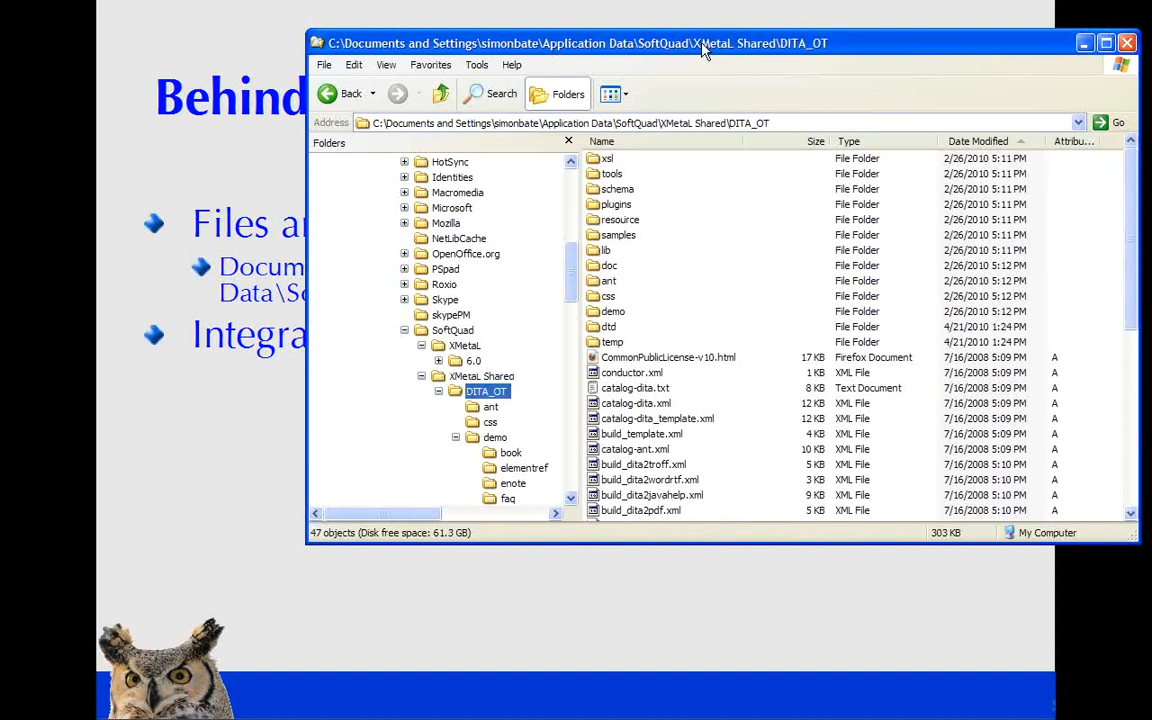 C:\Documents and Settings\simonbate\Application Data\SoftQuad\XMetaL Shared\DITA_OT
File Edit View Favorites Tools Help
Back Search Folders
Address C:\Documents and Settings\simonbate\Application Data\SoftQuad\XMetaL Shared\DITA_OT Go
Behind
Files a
Docum
Data\So
Integra
Folders
HotSync
Identities
Macromedia
Microsoft
Mozilla
NetLibCache
OpenOffice.org
PSpad
Roxio
Skype
skypePM
SoftQuad
XMetaL
6.0
XMetaL Shared
DITA_OT
ant
css
demo
book
elementref
enote
faq
Name Size Type Date Modified Attribu...
xsl File Folder 2/26/2010 5:11 PM
tools File Folder 2/26/2010 5:11 PM
schema File Folder 2/26/2010 5:11 PM
plugins File Folder 2/26/2010 5:11 PM
resource File Folder 2/26/2010 5:11 PM
samples File Folder 2/26/2010 5:11 PM
lib File Folder 2/26/2010 5:11 PM
doc File Folder 2/26/2010 5:12 PM
ant File Folder 2/26/2010 5:12 PM
css File Folder 2/26/2010 5:12 PM
demo File Folder 2/26/2010 5:12 PM
dtd File Folder 4/21/2010 1:24 PM
temp File Folder 4/21/2010 1:24 PM
CommonPublicLicense-v10.html 17 KB Firefox Document 7/16/2008 5:09 PM A
conductor.xml 1 KB XML File 7/16/2008 5:09 PM A
catalog-dita.txt 8 KB Text Document 7/16/2008 5:09 PM A
catalog-dita.xml 12 KB XML File 7/16/2008 5:09 PM A
catalog-dita_template.xml 12 KB XML File 7/16/2008 5:09 PM A
build_template.xml 4 KB XML File 7/16/2008 5:09 PM A
catalog-ant.xml 10 KB XML File 7/16/2008 5:09 PM A
build_dita2troff.xml 5 KB XML File 7/16/2008 5:10 PM A
build_dita2wordrtf.xml 3 KB XML File 7/16/2008 5:10 PM A
build_dita2javahelp.xml 9 KB XML File 7/16/2008 5:10 PM A
build_dita2pdf.xml 5 KB XML File 7/16/2008 5:10 PM A
47 objects (Disk free space: 61.3 GB) 303 KB My Computer